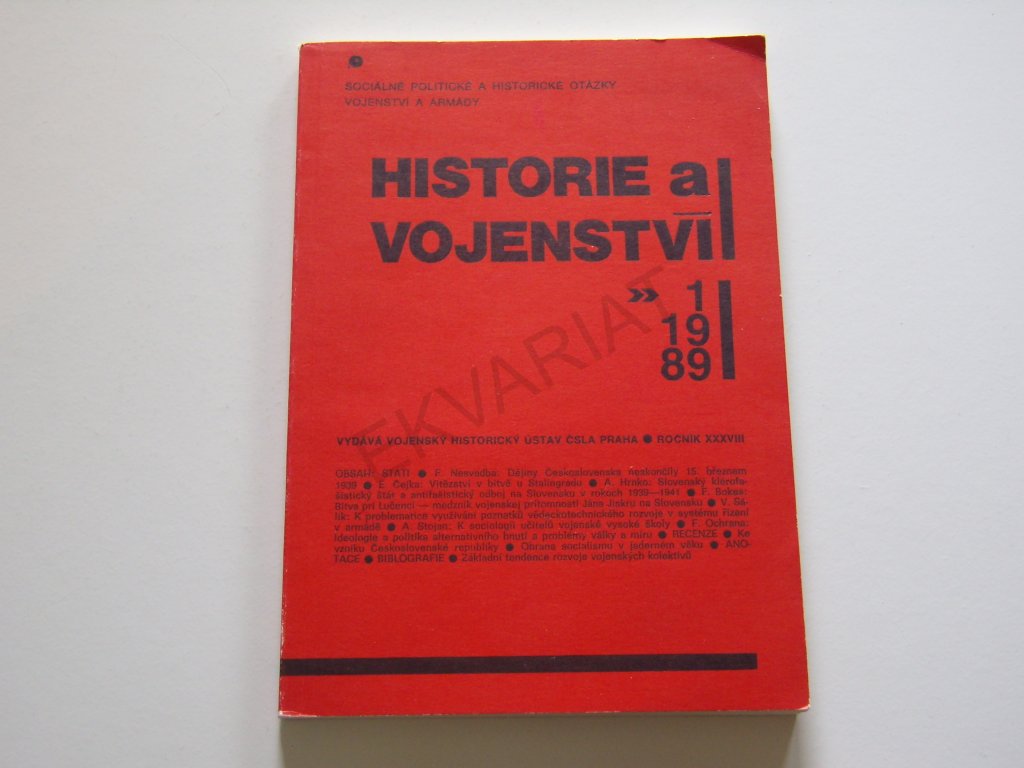 SOCIÁLNĚ POLITICKÉ A HISTORICKÉ OTÁZKY
VOJENSTVÍ A ARMÁDY
HISTORIE a
VOJENSTVÍ
» 1
19
89
EKVARIAT
VYDÁVÁ VOJENSKÝ HISTORICKÝ ÚSTAV ČSLA PRAHA ● ROČNÍK XXXVIII
OBSAH: STATI ● F. Nesvadba: Dějiny Československa neskončily 15. březnem
1939 ● E. Čejka: Vítězství v bitvě u Stalingradu ● A. Hrnko: Slovenský klérofa-
šistický štát a antifašistický odboj na Slovensku v rokoch 1939—1941 ● F. Bokes:
Bitva pri Lučenci — medzník vojenskej prítomnosti Jána Jiskru na Slovensku ● V. Šá-
lik: K problematice využívání poznatků vědeckotechnického rozvoje v systému řízení
v armádě ● A. Stojan: K sociologii učitelů vojenské vysoké školy ● F. Ochrana:
Ideologie a politika alternativního hnutí a problémy války a míru ● RECENZE ● Ke
vzniku Československé republiky ● Obrana socialismu v jaderném věku ● ANO-
TACE ● BIBLOGRAFIE ● Základní tendence rozvoje vojenských kolektivů